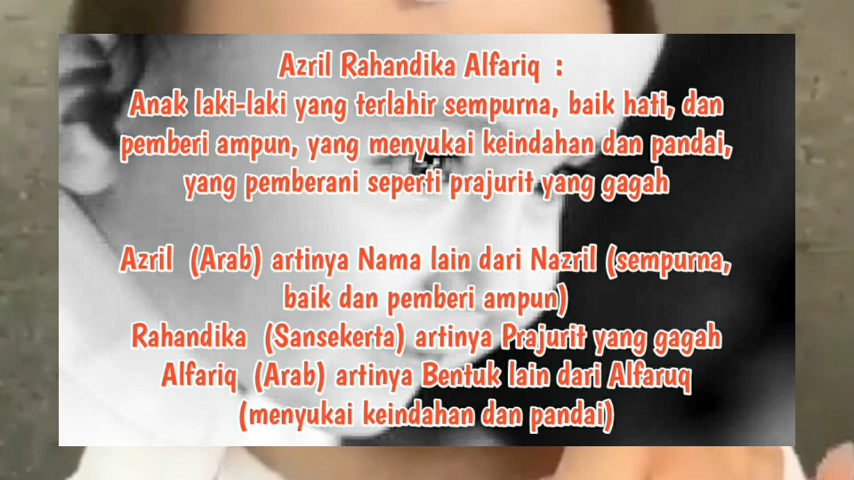 Azril Rahandika Alfariq :
Anak laki-laki yang terlahir sempurna, baik hati, dan
pemberi ampun, yang menyukai keindahan dan pandai,
yang pemberani seperti prajurit yang gagah
Azril (Arab) artinya Nama lain dari Nazril (sempurna,
baik dan pemberi ampun)
Rahandika (Sansekerta) artinya Prajurit yang gagah
Alfariq (Arab) artinya Bentuk lain dari Alfaruq
(menyukai keindahan dan pandai)